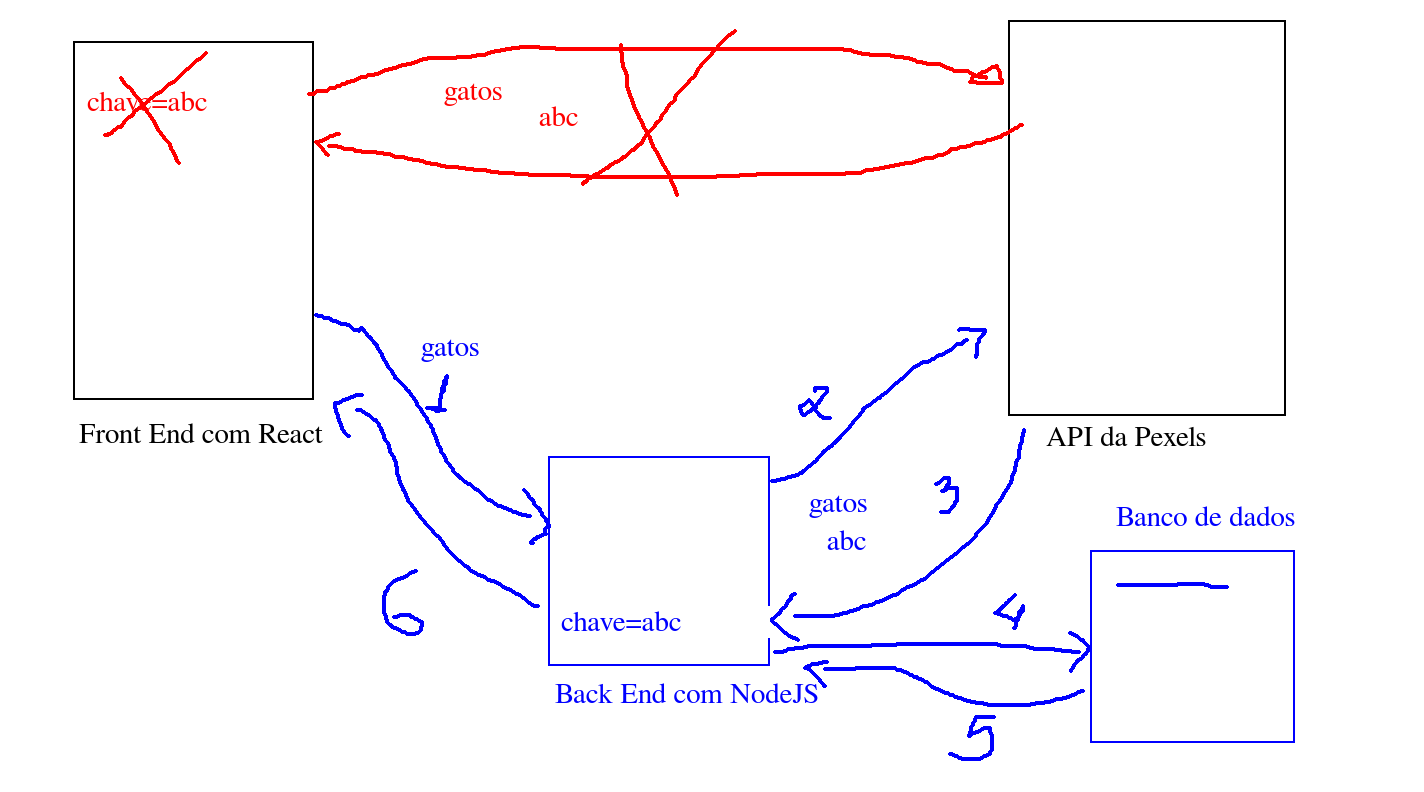 chave=abc
gatos
abc
gatos
1
2
Front End com React
API da Pexels
gatos
abc
3
Banco de dados
6
chave=abc
4
Back End com NodeJS
5